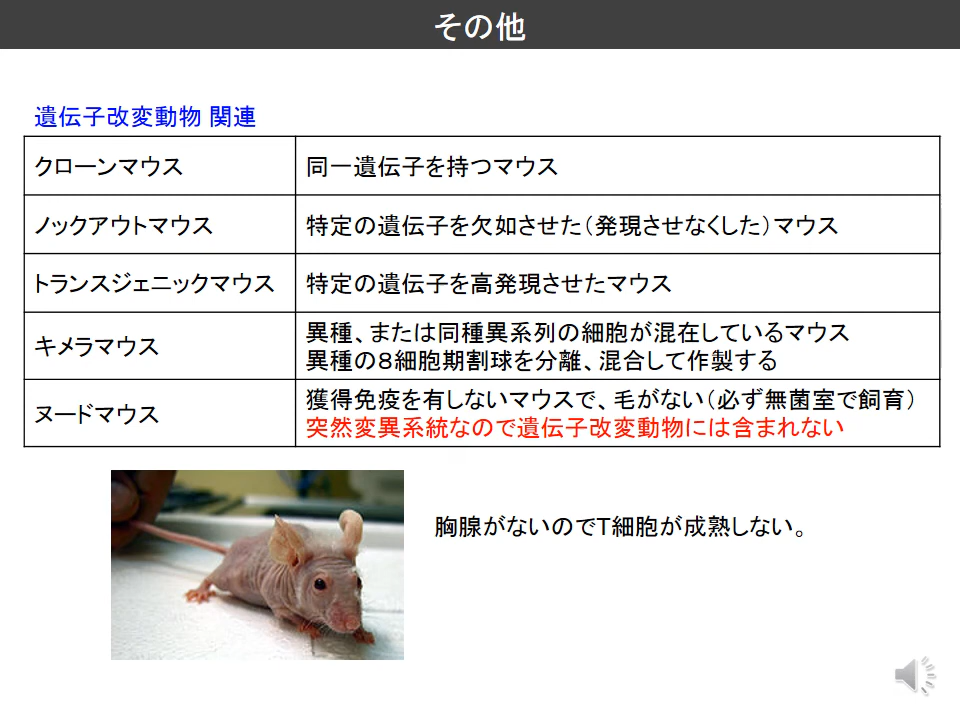 その他
遺伝子改変動物 関連
クローンマウス
同一遺伝子を持つマウス
ノックアウトマウス
特定の遺伝子を欠如させた（発現させなくした）マウス
トランスジェニックマウス
特定の遺伝子を高発現させたマウス
キメラマウス
異種、または同種異系列の細胞が混在しているマウス
異種の８細胞期割球を分離、混合して作製する
ヌードマウス
獲得免疫を有しないマウスで、毛がない（必ず無菌室で飼育）
突然変異系統なので遺伝子改変動物には含まれない
胸腺がないのでT細胞が成熟しない。